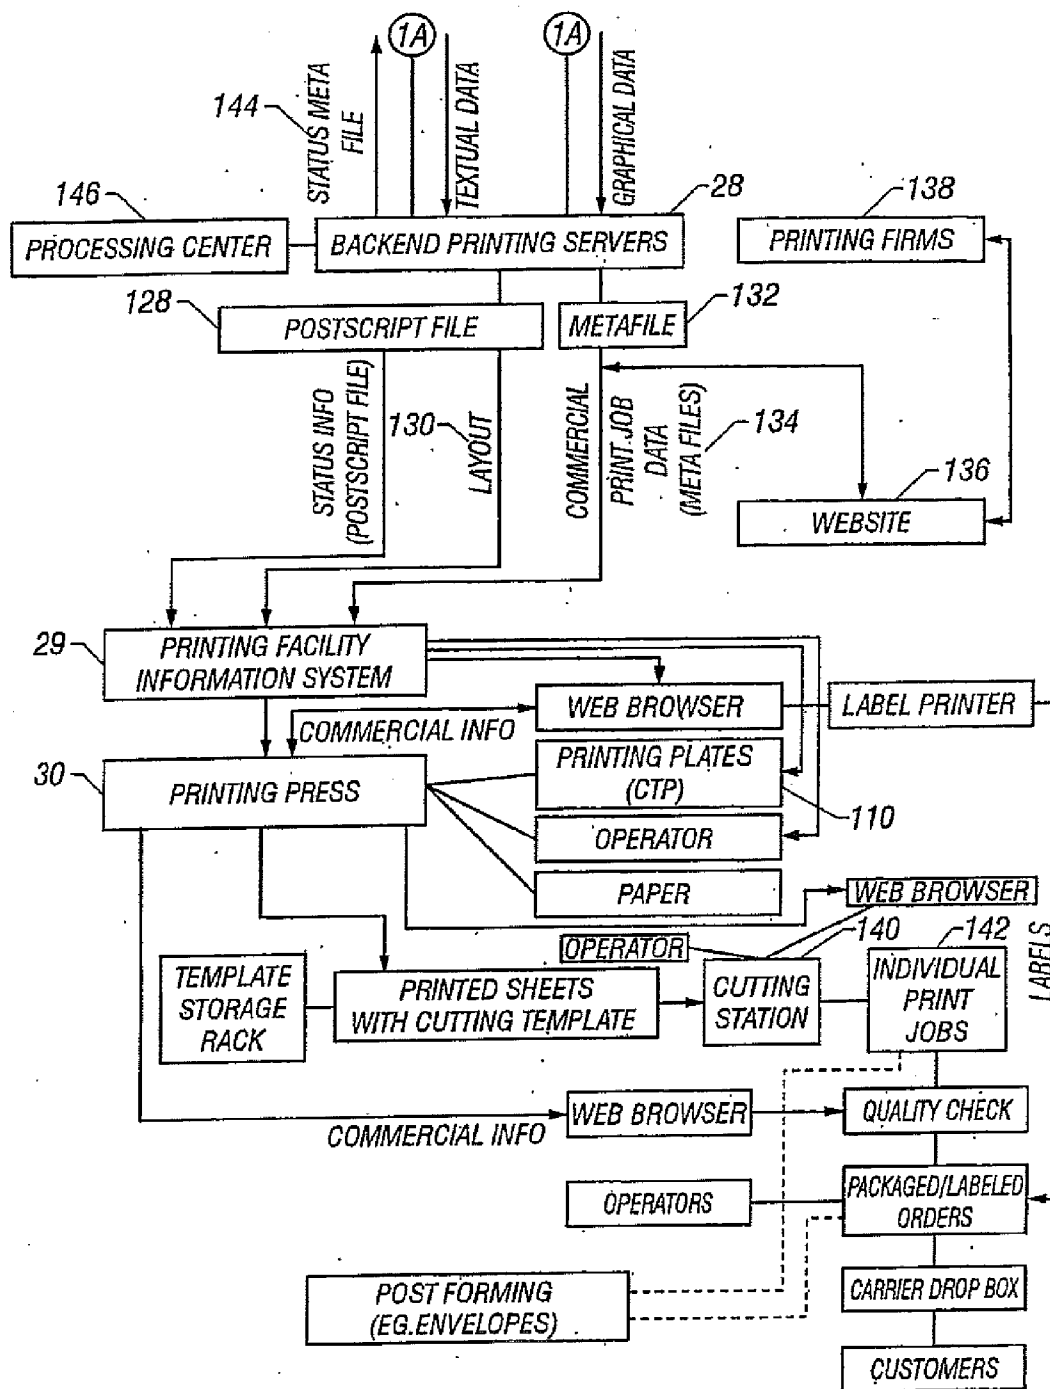 1A
1A
144
STATUS META
FILE
TEXTUAL DATA
GRAPHICAL DATA
146
28
138
PROCESSING CENTER
BACKEND PRINTING SERVERS
PRINTING FIRMS
128
132
POSTSCRIPT FILE
METAFILE
STATUS INFO
(POSTSCRIPT FILE)
130
LAYOUT
COMMERCIAL
PRINT JOB
DATA
(META FILES)
134
136
WEBSITE
29
PRINTING FACILITY
INFORMATION SYSTEM
COMMERCIAL INFO
WEB BROWSER
LABEL PRINTER
30
PRINTING PRESS
PRINTING PLATES
(CTP)
110
OPERATOR
PAPER
WEB BROWSER
OPERATOR
140
142
LABELS
TEMPLATE
STORAGE
RACK
PRINTED SHEETS
WITH CUTTING TEMPLATE
CUTTING
STATION
INDIVIDUAL
PRINT
JOBS
COMMERCIAL INFO
WEB BROWSER
QUALITY CHECK
OPERATORS
PACKAGED/LABELED
ORDERS
POST FORMING
(EG.ENVELOPES)
CARRIER DROP BOX
CUSTOMERS